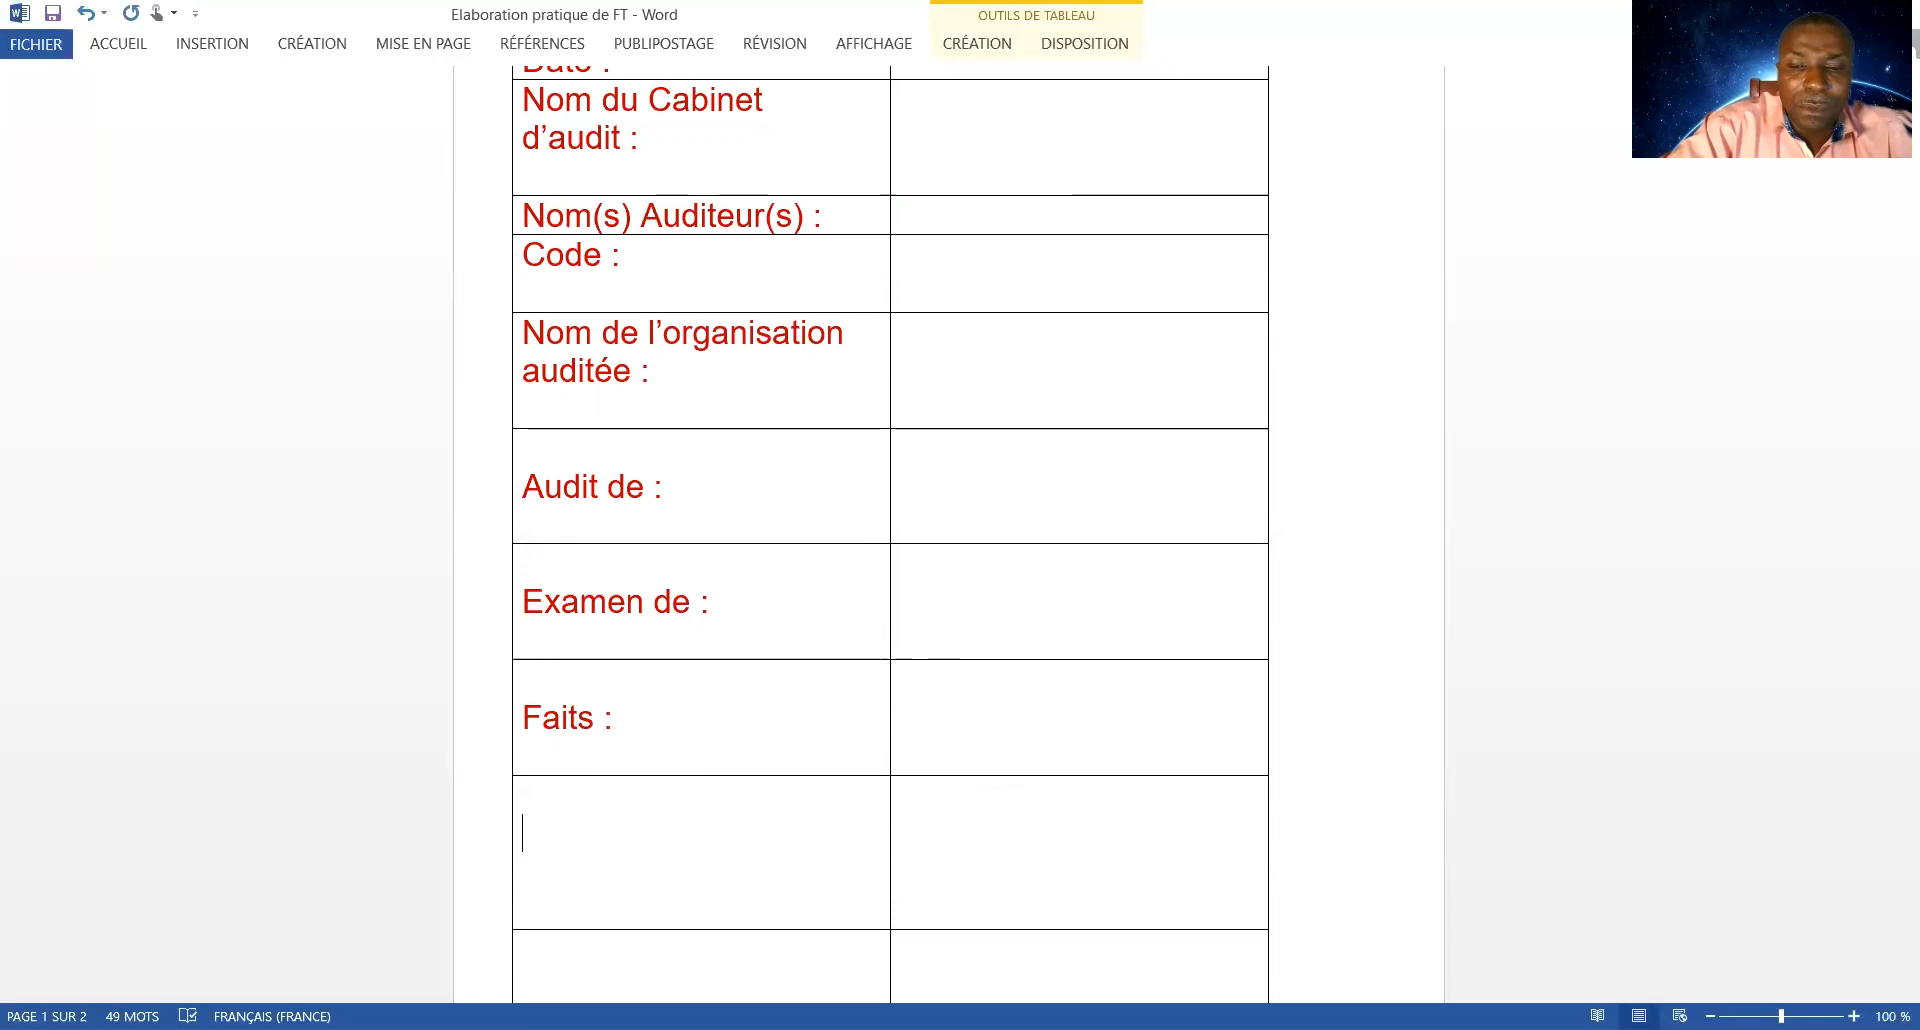 Elaboration pratique de FT - Word
OUTILS DE TABLEAU
FICHIER ACCUEIL INSERTION CRÉATION MISE EN PAGE RÉFÉRENCES PUBLIPOSTAGE RÉVISION AFFICHAGE CRÉATION DISPOSITION
Date :
Nom du Cabinet
d’audit :
Nom(s) Auditeur(s) :
Code :
Nom de l’organisation
auditée :
Audit de :
Examen de :
Faits :
PAGE 1 SUR 2 49 MOTS FRANÇAIS (FRANCE) 100 %